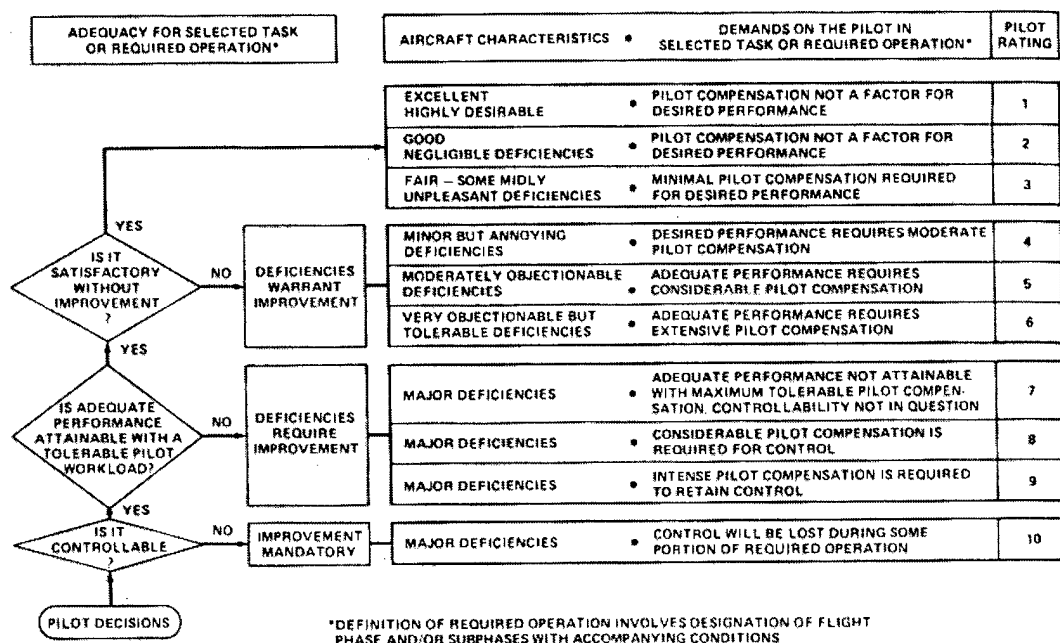 ADEQUACY FOR SELECTED TASK
OR REQUIRED OPERATION*
AIRCRAFT CHARACTERISTICS •
DEMANDS ON THE PILOT IN
SELECTED TASK OR REQUIRED OPERATION*
PILOT
RATING
EXCELLENT
HIGHLY DESIRABLE
• PILOT COMPENSATION NOT A FACTOR FOR
DESIRED PERFORMANCE
1
GOOD
NEGLIGIBLE DEFICIENCIES
• PILOT COMPENSATION NOT A FACTOR FOR
DESIRED PERFORMANCE
2
FAIR – SOME MIDLY
UNPLEASANT DEFICIENCIES
• MINIMAL PILOT COMPENSATION REQUIRED
FOR DESIRED PERFORMANCE
3
YES
IS IT
SATISFACTORY
WITHOUT
IMPROVEMENT
?
NO
DEFICIENCIES
WARRANT
IMPROVEMENT
MINOR BUT ANNOYING
DEFICIENCIES
• DESIRED PERFORMANCE REQUIRES MODERATE
PILOT COMPENSATION
4
MODERATELY OBJECTIONABLE
DEFICIENCIES
• ADEQUATE PERFORMANCE REQUIRES
CONSIDERABLE PILOT COMPENSATION
5
VERY OBJECTIONABLE BUT
TOLERABLE DEFICIENCIES
• ADEQUATE PERFORMANCE REQUIRES
EXTENSIVE PILOT COMPENSATION
6
YES
IS ADEQUATE
PERFORMANCE
ATTAINABLE WITH A
TOLERABLE PILOT
WORKLOAD?
NO
DEFICIENCIES
REQUIRE
IMPROVEMENT
MAJOR DEFICIENCIES
• ADEQUATE PERFORMANCE NOT ATTAINABLE
WITH MAXIMUM TOLERABLE PILOT COMPEN-
SATION. CONTROLLABILITY NOT IN QUESTION
7
MAJOR DEFICIENCIES
• CONSIDERABLE PILOT COMPENSATION IS
REQUIRED FOR CONTROL
8
MAJOR DEFICIENCIES
• INTENSE PILOT COMPENSATION IS REQUIRED
TO RETAIN CONTROL
9
YES
IS IT
CONTROLLABLE
?
NO
IMPROVEMENT
MANDATORY
MAJOR DEFICIENCIES
• CONTROL WILL BE LOST DURING SOME
PORTION OF REQUIRED OPERATION
10
PILOT DECISIONS
*DEFINITION OF REQUIRED OPERATION INVOLVES DESIGNATION OF FLIGHT
PHASE AND/OR SUBPHASES WITH ACCOMPANYING CONDITIONS